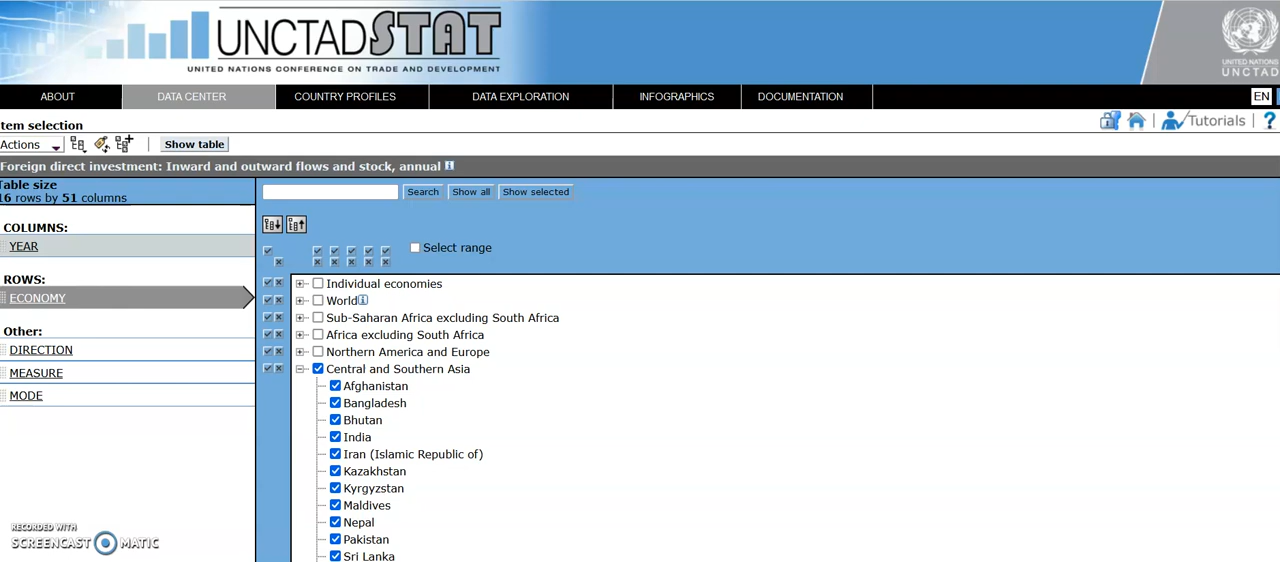 UNCTADSTAT
UNITED NATIONS CONFERENCE ON TRADE AND DEVELOPMENT
UNITED NATIONS
UNCTAD
ABOUT DATA CENTER COUNTRY PROFILES DATA EXPLORATION INFOGRAPHICS DOCUMENTATION EN
tem selection
Tutorials ?
Actions Show table
Foreign direct investment: Inward and outward flows and stock, annual
Table size
16 rows by 51 columns
Search Show all Show selected
COLUMNS:
YEAR
Select range
ROWS:
ECONOMY
Other:
DIRECTION
MEASURE
MODE
Individual economies
World
Sub-Saharan Africa excluding South Africa
Africa excluding South Africa
Northern America and Europe
Central and Southern Asia
Afghanistan
Bangladesh
Bhutan
India
Iran (Islamic Republic of)
Kazakhstan
Kyrgyzstan
Maldives
Nepal
Pakistan
Sri Lanka
RECORDED WITH
SCREENCAST MATIC